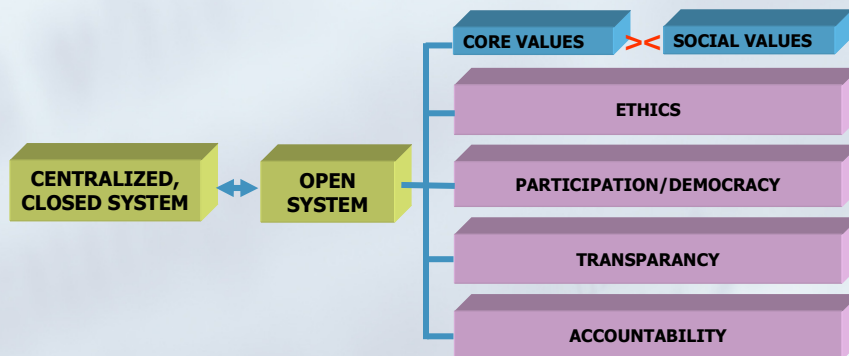 CORE VALUES >< SOCIAL VALUES
ETHICS
CENTRALIZED,
CLOSED SYSTEM
OPEN
SYSTEM
PARTICIPATION/DEMOCRACY
TRANSPARANCY
ACCOUNTABILITY